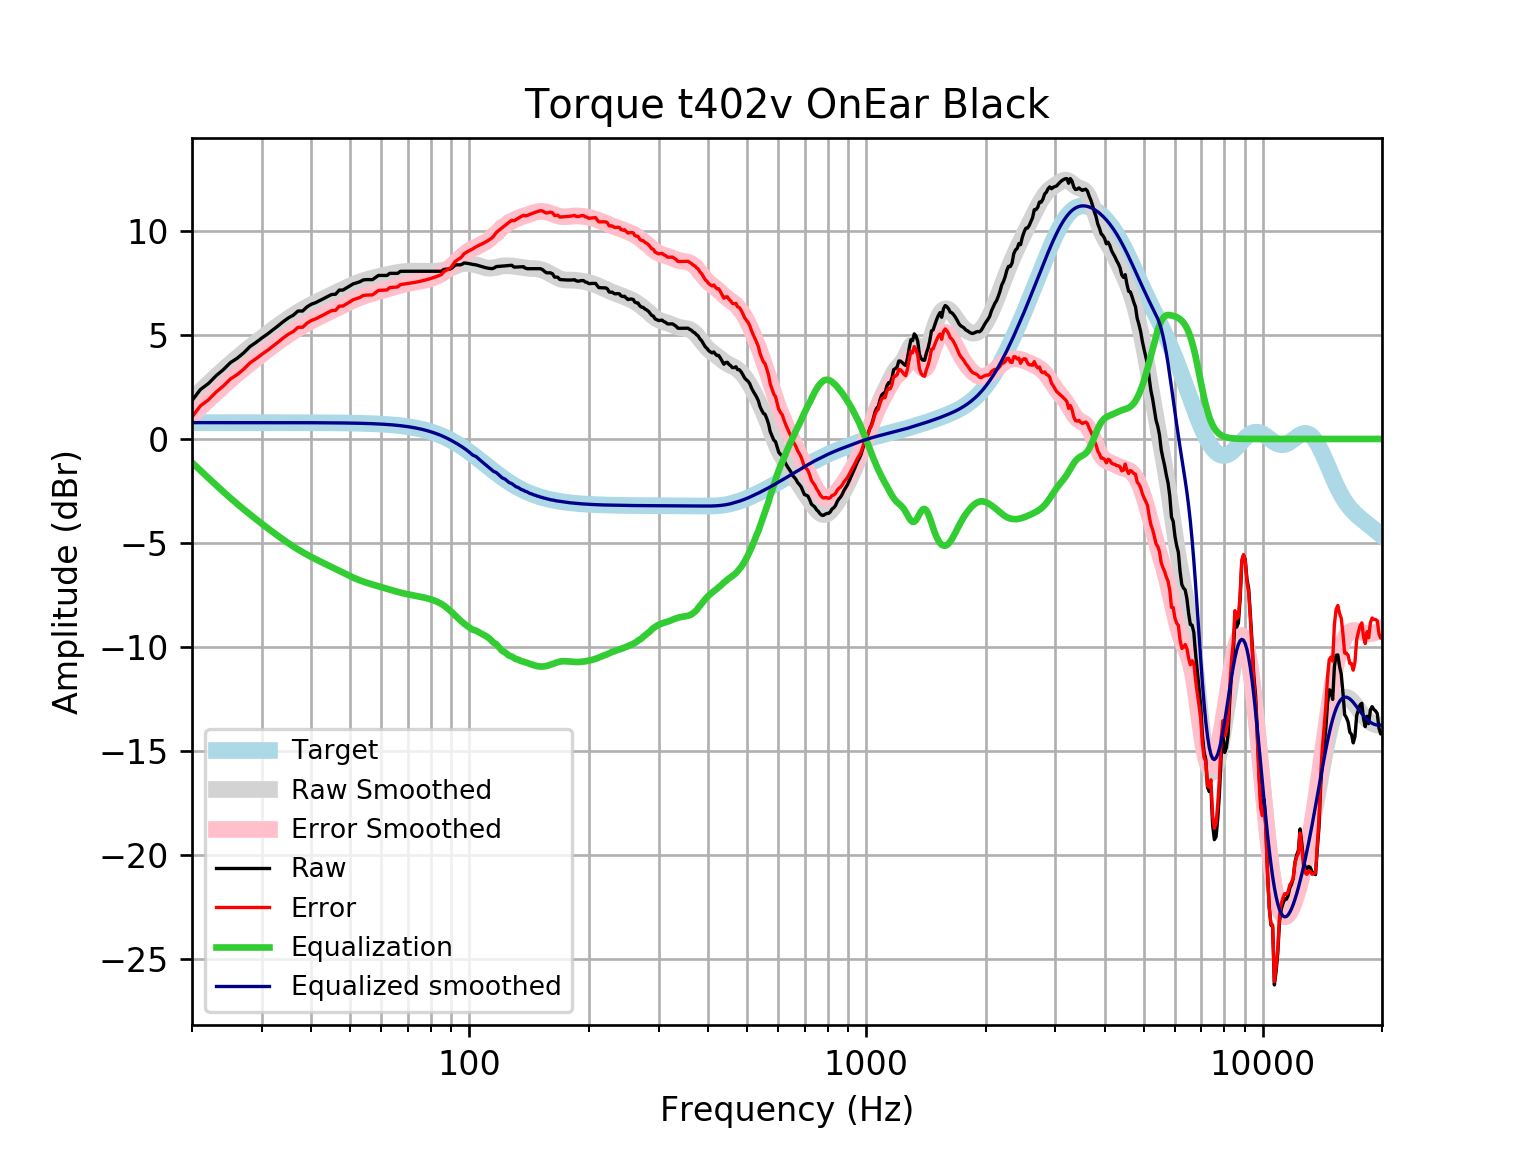 Torque t402v OnEar Black
Amplitude (dBr)
10
5
0
−5
−10
−15
−20
−25
Target
Raw Smoothed
Error Smoothed
Raw
Error
Equalization
Equalized smoothed
100
1000
10000
Frequency (Hz)